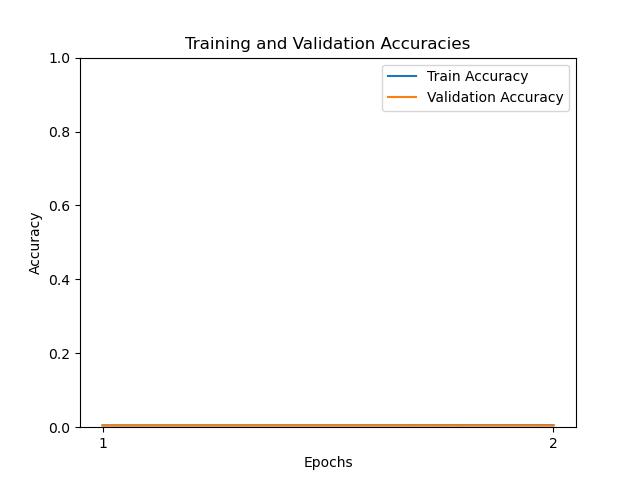 Training and Validation Accuracies
1.0
Train Accuracy
Validation Accuracy
0.8
0.6
Accuracy
0.4
0.2
0.0
1
2
Epochs